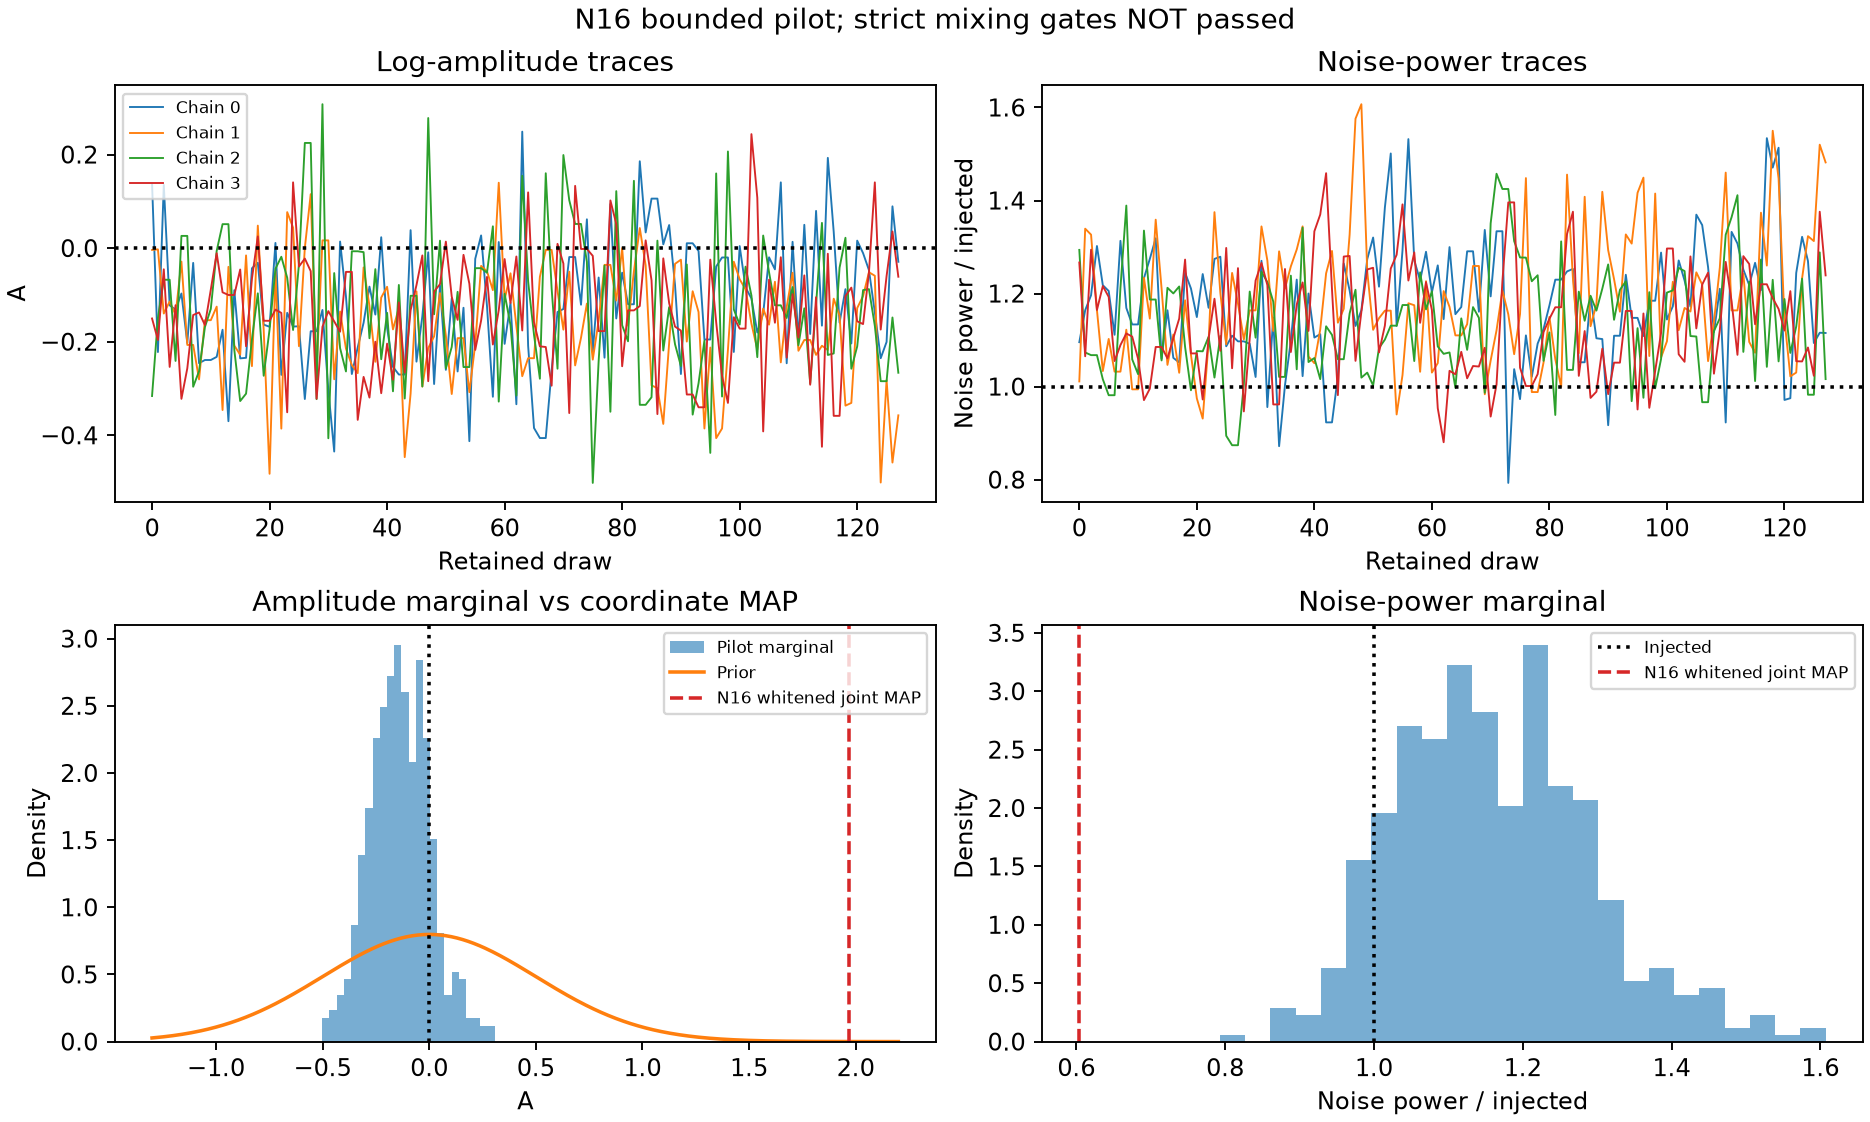 N16 bounded pilot; strict mixing gates NOT passed
Log-amplitude traces
Chain 0
Chain 1
Chain 2
Chain 3
0.2
0.0
−0.2
−0.4
A
0
20
40
60
80
100
120
Retained draw
Noise-power traces
1.6
1.4
1.2
1.0
0.8
Noise power / injected
0
20
40
60
80
100
120
Retained draw
Amplitude marginal vs coordinate MAP
Pilot marginal
Prior
N16 whitened joint MAP
3.0
2.5
2.0
1.5
1.0
0.5
0.0
Density
−1.0
−0.5
0.0
0.5
1.0
1.5
2.0
A
Noise-power marginal
Injected
N16 whitened joint MAP
3.5
3.0
2.5
2.0
1.5
1.0
0.5
0.0
Density
0.6
0.8
1.0
1.2
1.4
1.6
Noise power / injected